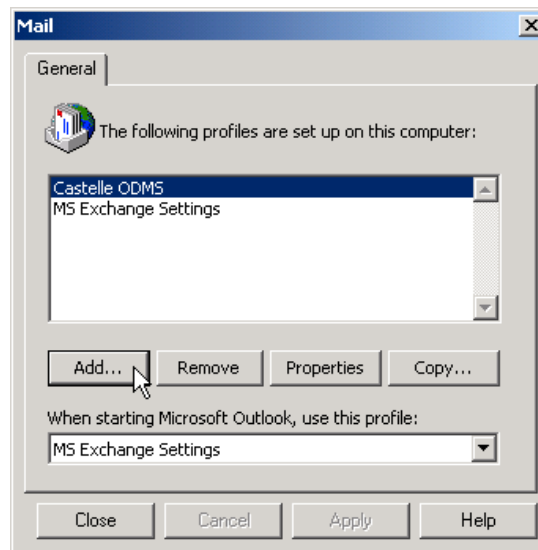 Mail
General
The following profiles are set up on this computer:
Castelle ODMS
MS Exchange Settings
Add... Remove Properties Copy...
When starting Microsoft Outlook, use this profile:
MS Exchange Settings
Close Cancel Apply Help